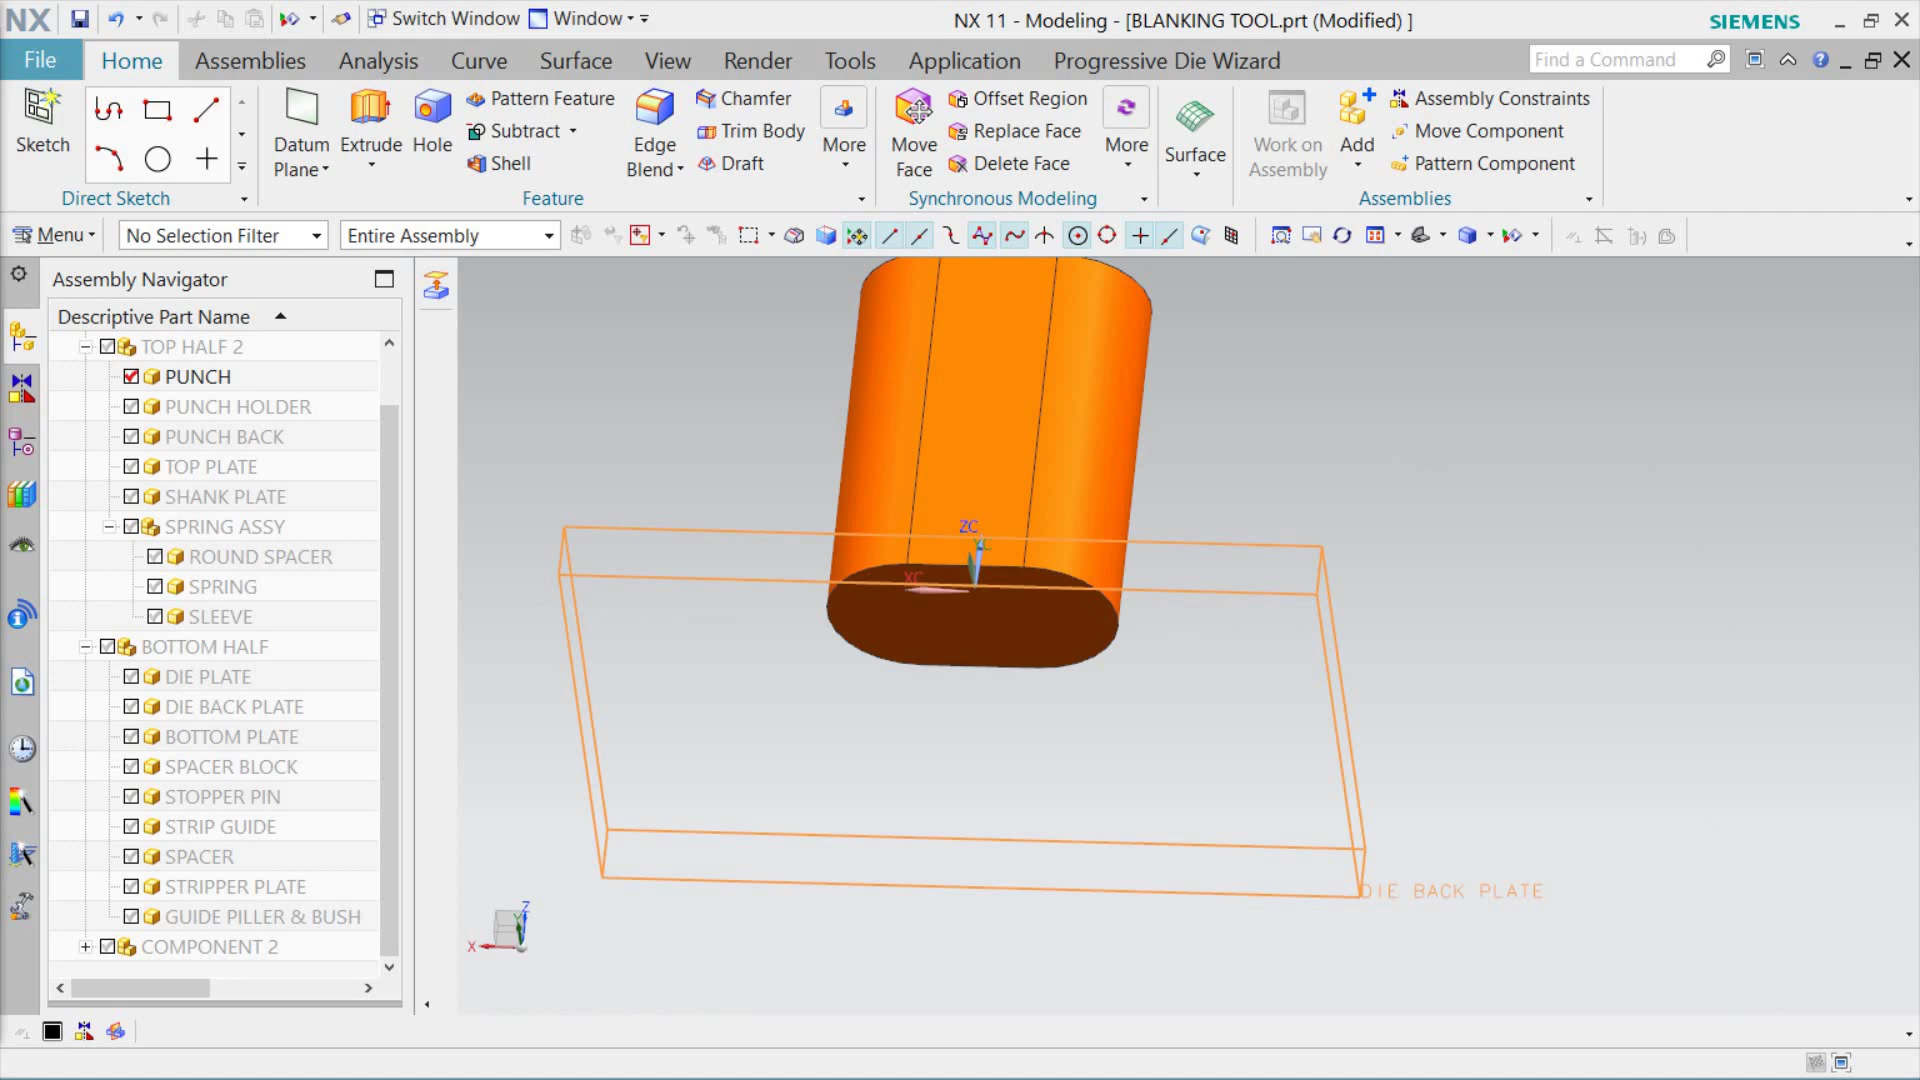 NX Switch Window Window NX 11 - Modeling - [BLANKING TOOL.prt (Modified) ] SIEMENS
File Home Assemblies Analysis Curve Surface View Render Tools Application Progressive Die Wizard Find a Command
Sketch
Direct Sketch
Datum Plane
Extrude
Hole
Pattern Feature
Subtract
Shell
Edge Blend
Chamfer
Trim Body
Draft
More
Feature
Move Face
Offset Region
Replace Face
Delete Face
More
Synchronous Modeling
Surface
Work on Assembly
Add
Assembly Constraints
Move Component
Pattern Component
Assemblies
Menu No Selection Filter Entire Assembly
Assembly Navigator
Descriptive Part Name
TOP HALF 2
PUNCH
PUNCH HOLDER
PUNCH BACK
TOP PLATE
SHANK PLATE
SPRING ASSY
ROUND SPACER
SPRING
SLEEVE
BOTTOM HALF
DIE PLATE
DIE BACK PLATE
BOTTOM PLATE
SPACER BLOCK
STOPPER PIN
STRIP GUIDE
SPACER
STRIPPER PLATE
GUIDE PILLER & BUSH
COMPONENT 2
ZC
YC
XC
DIE BACK PLATE
Z
Y
X